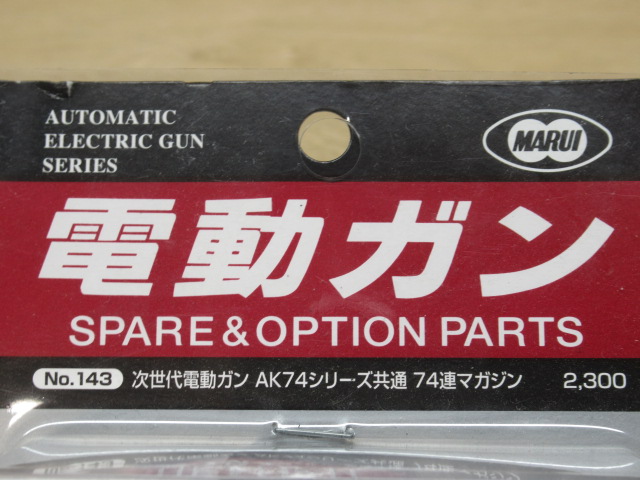 AUTOMATIC
ELECTRIC GUN
SERIES
MARUI
電動ガン
SPARE & OPTION PARTS
No.143 次世代電動ガン AK74シリーズ共通 74連マガジン 2,300